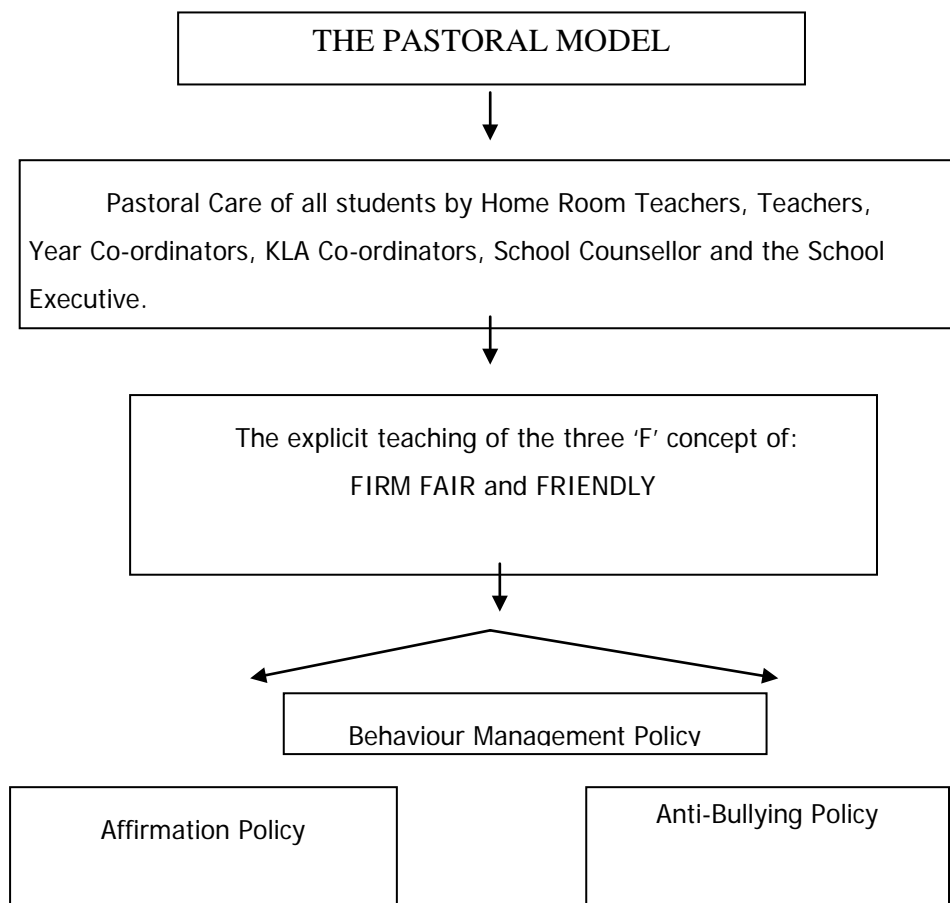 THE PASTORAL MODEL
Pastoral Care of all students by Home Room Teachers, Teachers,
Year Co-ordinators, KLA Co-ordinators, School Counsellor and the School
Executive.
The explicit teaching of the three ‘F’ concept of:
FIRM FAIR and FRIENDLY
Behaviour Management Policy
Affirmation Policy
Anti-Bullying Policy